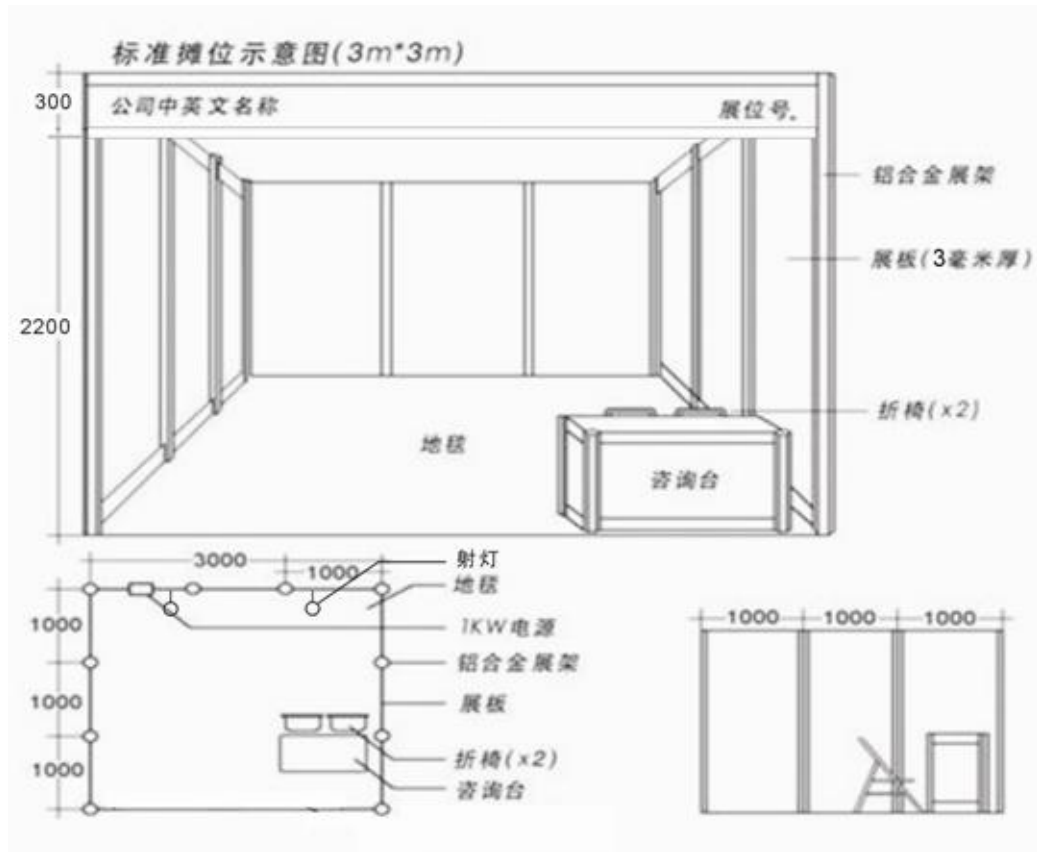 标准摊位示意图(3m*3m)
300
公司中英文名称
展位号。
铝合金展架
展板(3毫米厚)
2200
折椅(x2)
地毯
咨询台
3000
射灯
1000
地毯
1000
1KW电源
铝合金展架
1000
展板
1000
折椅(x2)
咨询台
1000
1000
1000